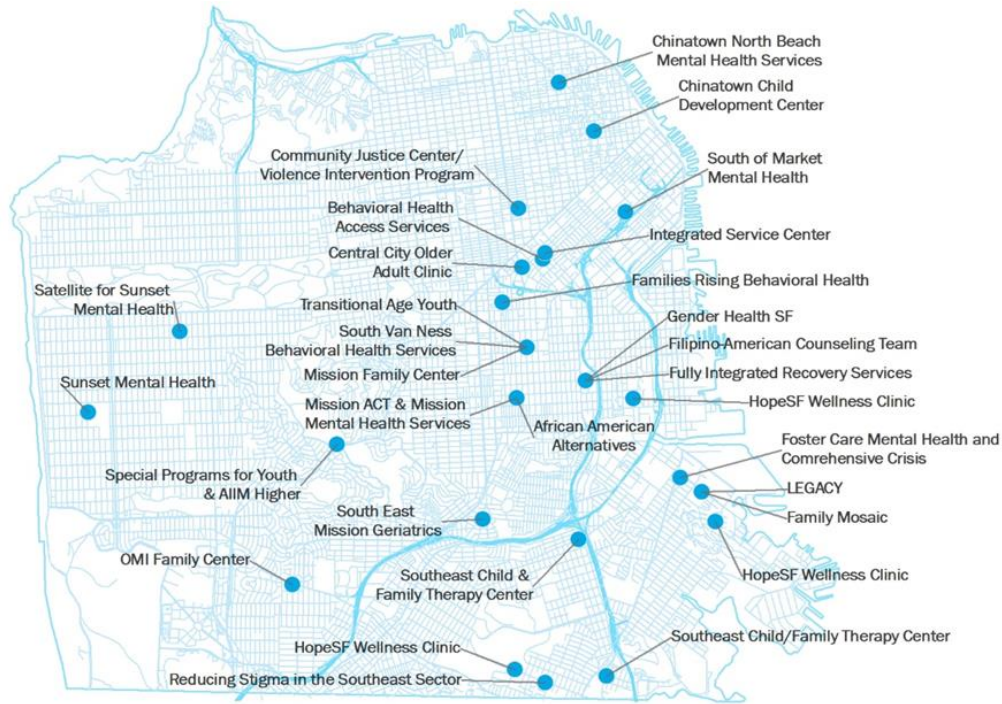 Chinatown North Beach
Mental Health Services
Chinatown Child
Development Center
Community Justice Center/
Violence Intervention Program
South of Market
Mental Health
Behavioral Health
Access Services
Integrated Service Center
Central City Older
Adult Clinic
Families Rising Behavioral Health
Satellite for Sunset
Mental Health
Transitional Age Youth
Gender Health SF
South Van Ness
Behavioral Health Services
Filipino-American Counseling Team
Mission Family Center
Fully Integrated Recovery Services
Sunset Mental Health
HopeSF Wellness Clinic
Mission ACT & Mission
Mental Health Services
African American
Alternatives
Foster Care Mental Health and
Comrehensive Crisis
Special Programs for Youth
& AIIM Higher
LEGACY
Family Mosaic
South East
Mission Geriatrics
OMI Family Center
Southeast Child &
Family Therapy Center
HopeSF Wellness Clinic
Southeast Child/Family Therapy Center
HopeSF Wellness Clinic
Reducing Stigma in the Southeast Sector